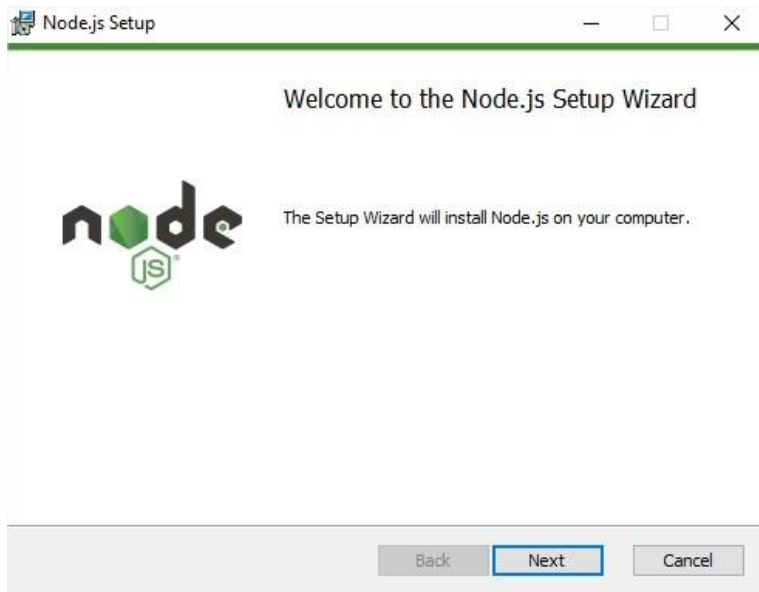 Node.js Setup
Welcome to the Node.js Setup Wizard
node
JS®
The Setup Wizard will install Node.js on your computer.
Back Next Cancel